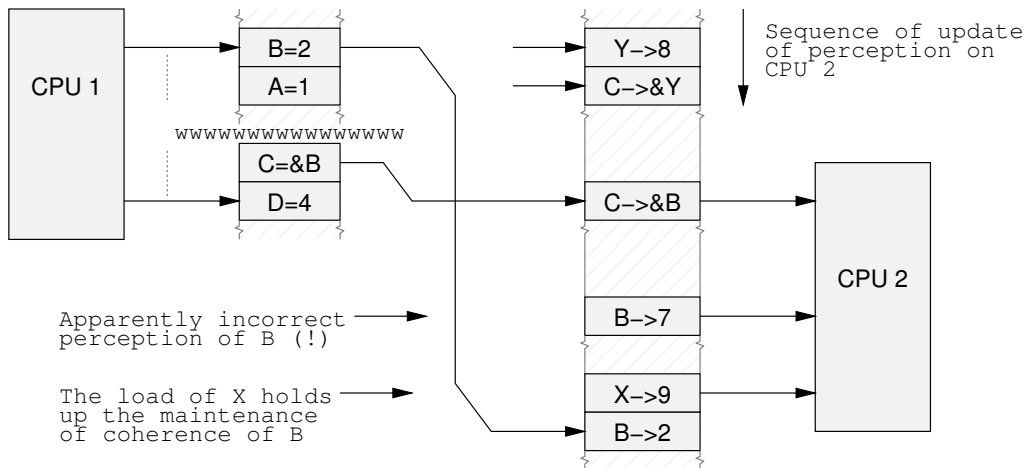 CPU 1
B=2
A=1
wwwwwwwwwwwwwwww
C=&B
D=4
Y->8
C->&Y
Sequence of update
of perception on
CPU 2
C->&B
B->7
X->9
B->2
CPU 2
Apparently incorrect
perception of B (!)
The load of X holds
up the maintenance
of coherence of B